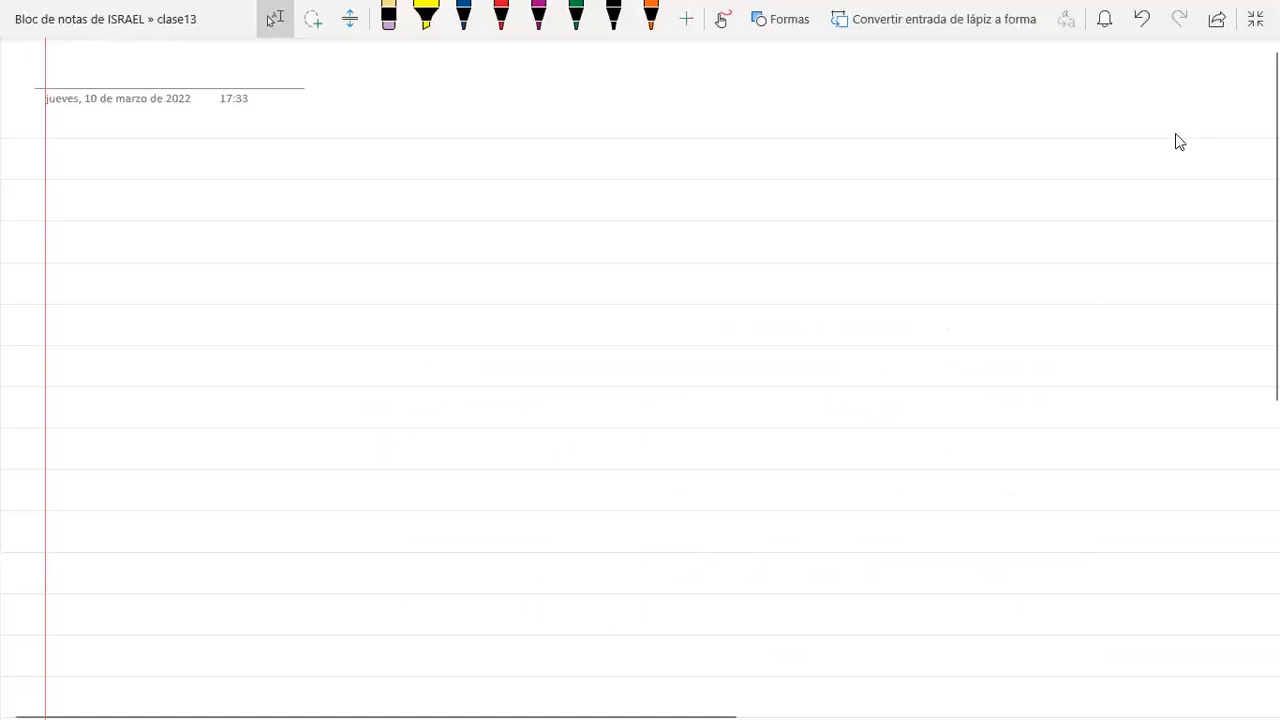 Bloc de notas de ISRAEL » clase13
Formas
Convertir entrada de lápiz a forma
jueves, 10 de marzo de 2022 17:33